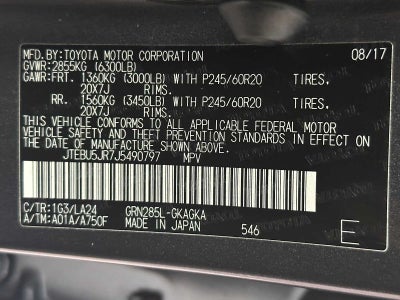 MFD.BY:TOYOTA MOTOR CORPORATION 08/17
GVWR:2855KG (6300LB)
GAWR:FRT. 1360KG (3000LB) WITH P245/60R20 TIRES.
20X7J RIMS.
RR. 1560KG (3450LB) WITH P245/60R20 TIRES.
20X7J RIMS.
THIS VEHICLE CONFORMS TO ALL APPLICABLE FEDERAL MOTOR
VEHICLE SAFETY STANDARDS IN EFFECT ON
THE DATE OF MANUFACTURE SHOWN ABOVE.
JTEBU5JR7J5490797 MPV
C/TR:1G3/LA24 GRN285L-GKAGKA
A/TM:A01A/A750F MADE IN JAPAN 546 E